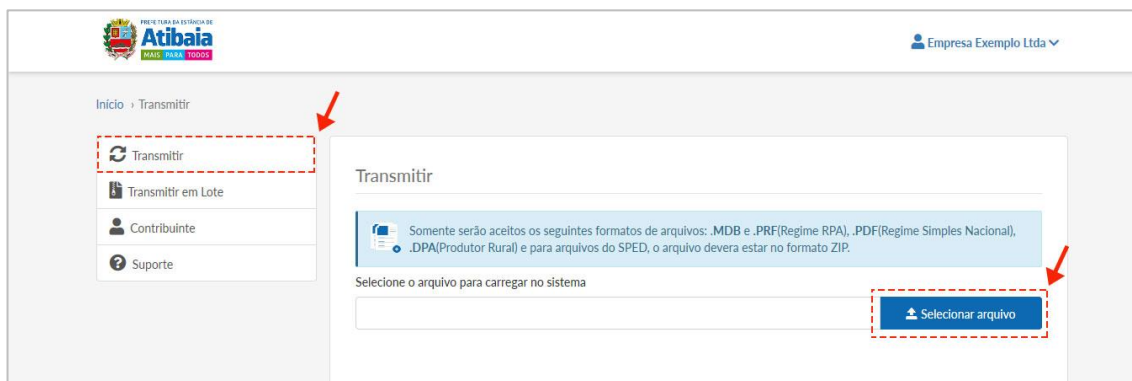 PREFEITURA DA ESTÂNCIA DE
Atibaia
MAIS PARA TODOS
Empresa Exemplo Ltda
Início › Transmitir
Transmitir
Transmitir em Lote
Contribuinte
Suporte
Transmitir
Somente serão aceitos os seguintes formatos de arquivos: .MDB e .PRF(Regime RPA), .PDF(Regime Simples Nacional),
.DPA(Produtor Rural) e para arquivos do SPED, o arquivo devera estar no formato ZIP.
Selecione o arquivo para carregar no sistema
Selecionar arquivo